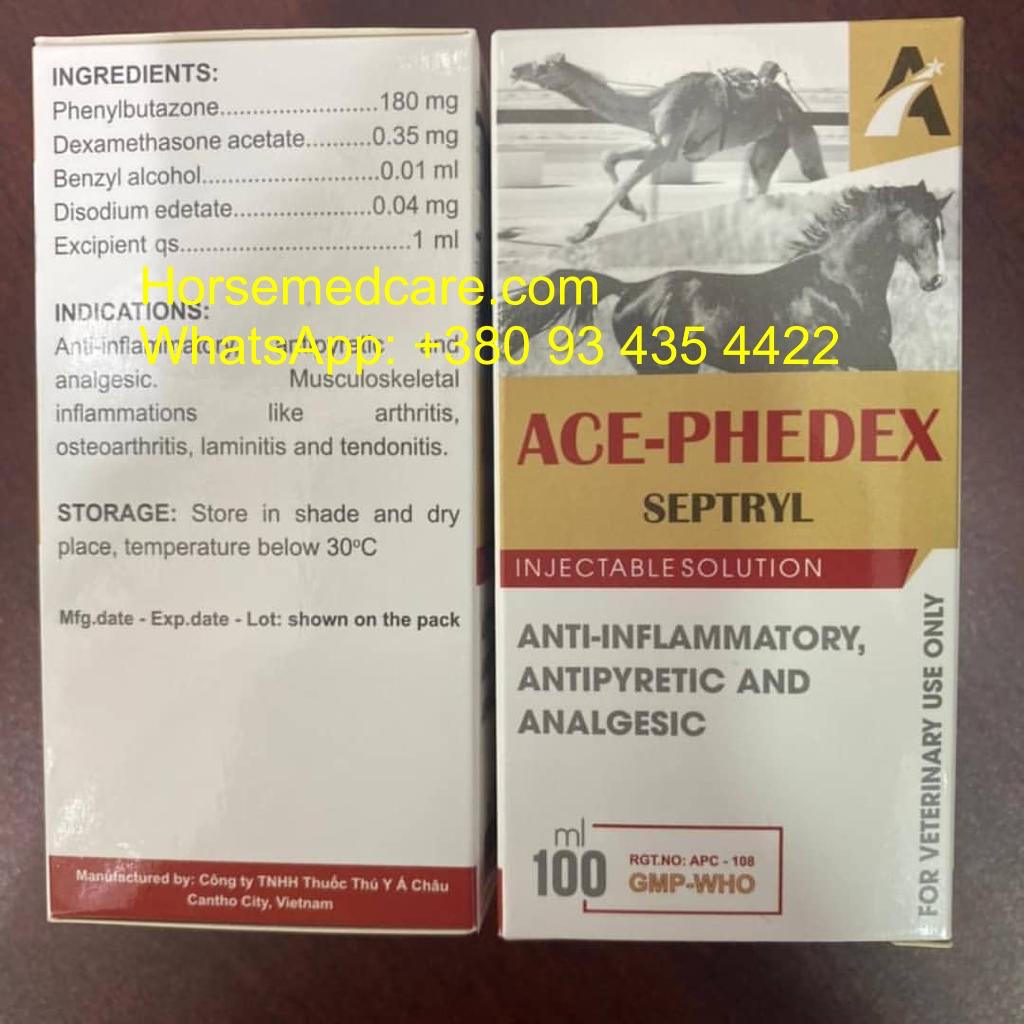 INGREDIENTS:
Phenylbutazone......................180 mg
Dexamethasone acetate..........0.35 mg
Benzyl alcohol.........................0.01 ml
Disodium edetate....................0.04 mg
Excipient qs.................................1 ml
INDICATIONS:
Anti-inflammatory, antipyretic and
analgesic. Musculoskeletal
inflammations like arthritis,
osteoarthritis, laminitis and tendonitis.
STORAGE: Store in shade and dry
place, temperature below 30ºC
Mfg.date - Exp.date - Lot: shown on the pack
Manufactured by: Công ty TNHH Thuốc Thú Y Á Châu
Cantho City, Vietnam
Horsemedcare.com
WhatsApp: +380 93 435 4422
A
ACE-PHEDEX
SEPTRYL
INJECTABLE SOLUTION
ANTI-INFLAMMATORY,
ANTIPYRETIC AND
ANALGESIC
ml
100
RGT.NO: APC - 108
GMP-WHO
FOR VETERINARY USE ONLY